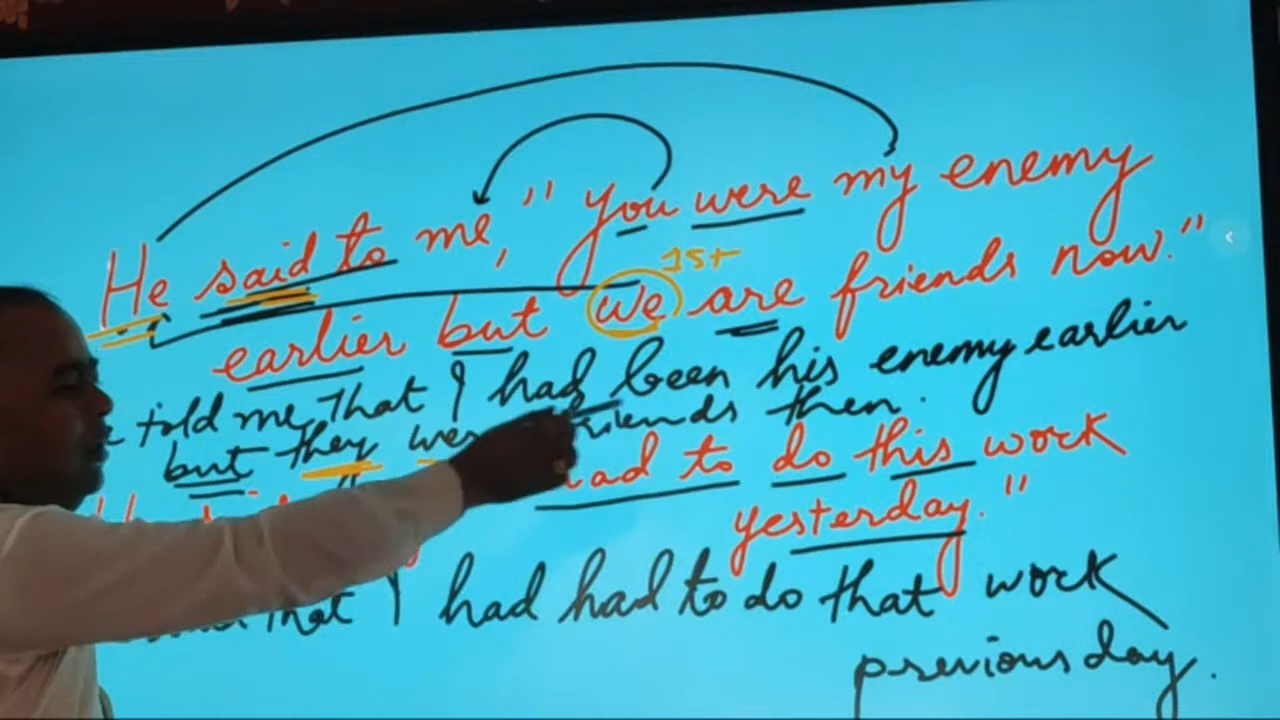 He said to me, " You were my enemy
1st
earlier but we are friends now."
told me that I had been his enemy earlier
but they friends then.
had to do this work
yesterday."
that I had had to do that work
previous day.